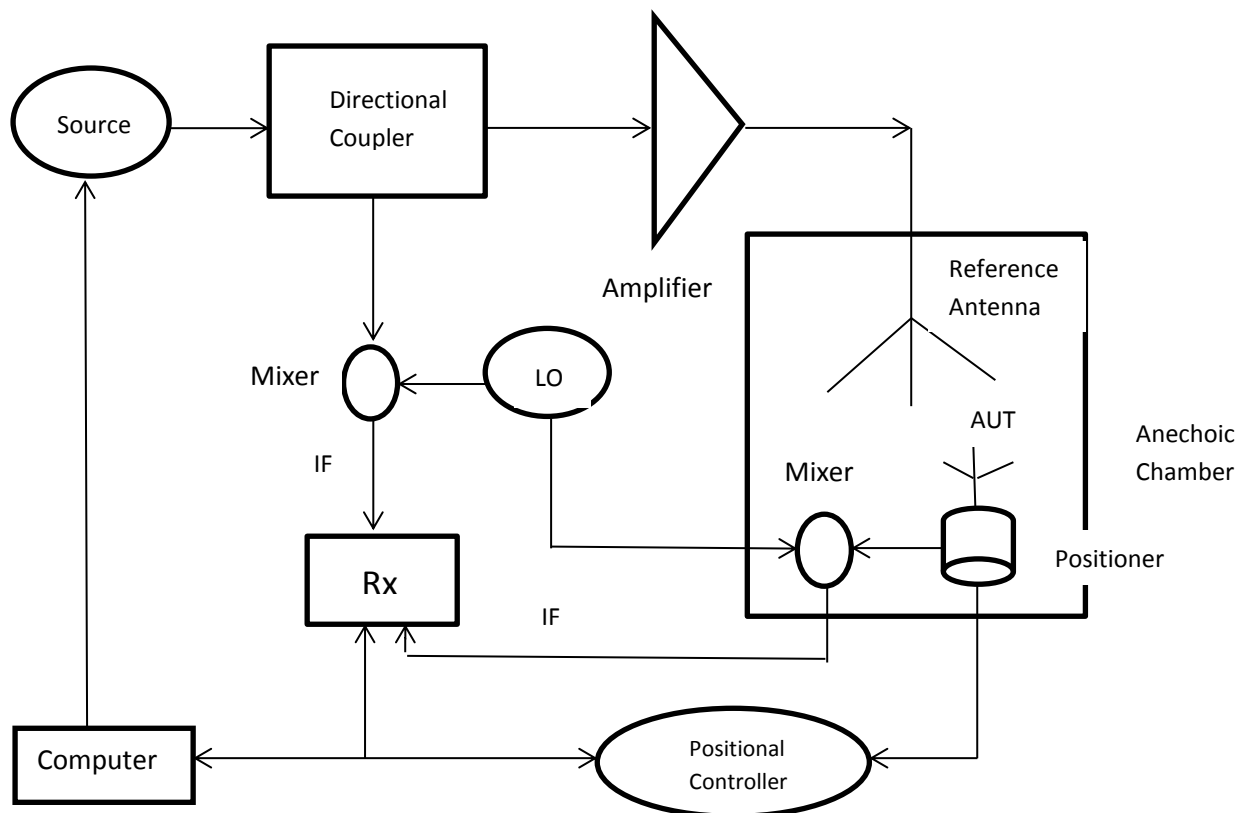 Source
Directional
Coupler
Amplifier
Reference
Antenna
Mixer
LO
AUT
Anechoic
Chamber
IF
Mixer
Positioner
Rx
IF
Computer
Positional
Controller